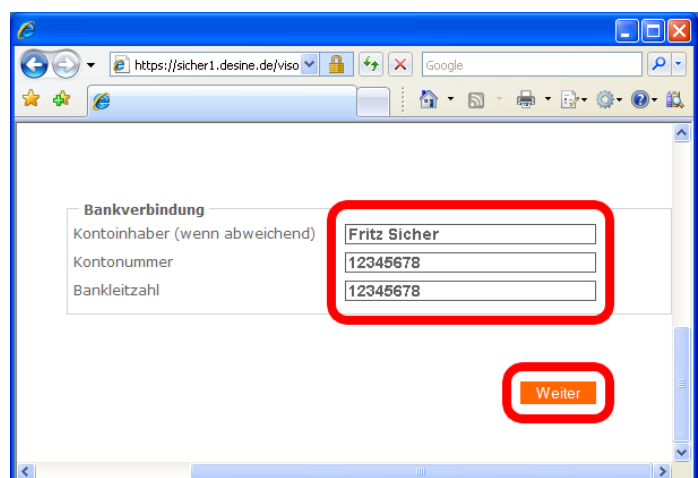 https://sicher1.desine.de/viso
Google
Bankverbindung
Kontoinhaber (wenn abweichend) Fritz Sicher
Kontonummer 12345678
Bankleitzahl 12345678
Weiter